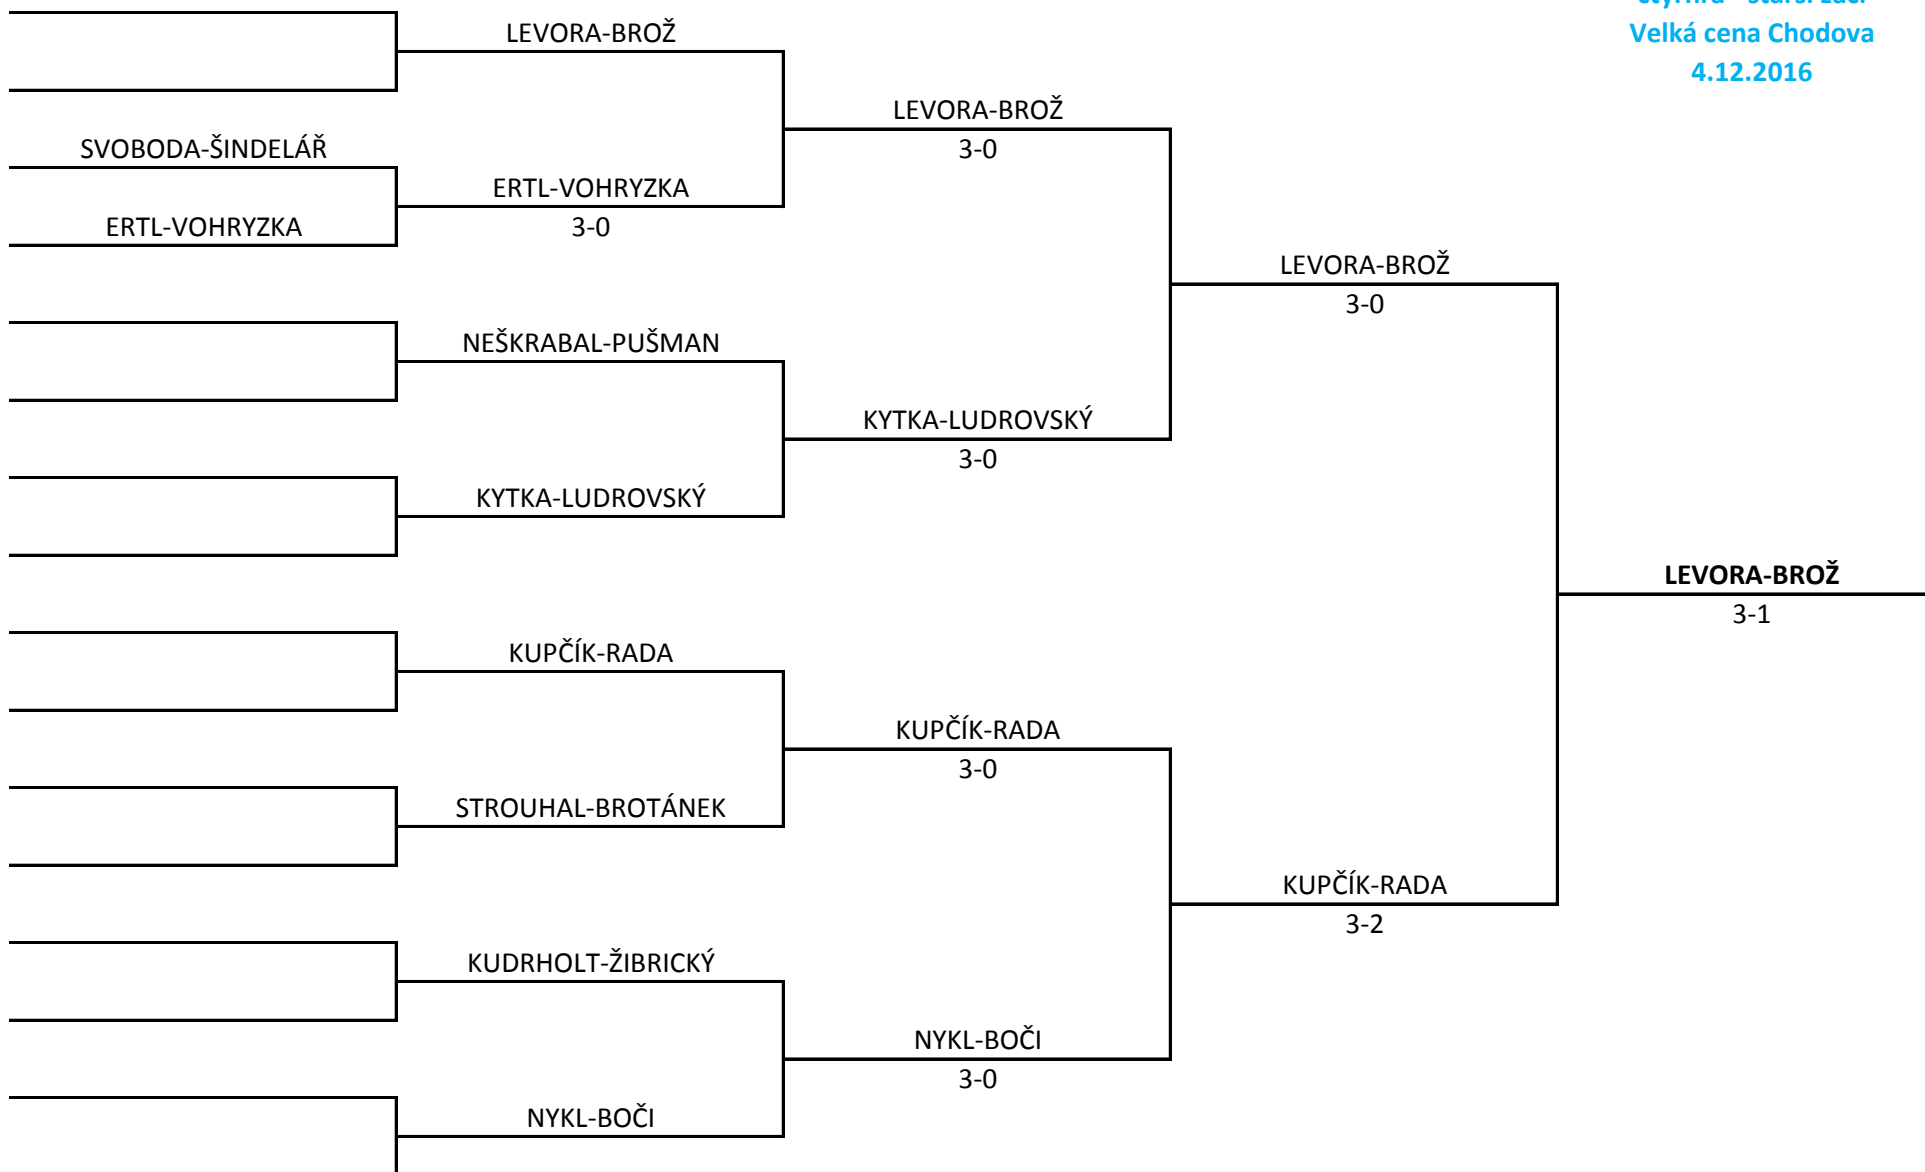 Velká cena Chodova
4.12.2016
LEVORA-BROŽ
LEVORA-BROŽ
3-0
SVOBODA-ŠINDELÁŘ
ERTL-VOHRYZKA
3-0
ERTL-VOHRYZKA
LEVORA-BROŽ
3-0
NEŠKRABAL-PUŠMAN
KYTKA-LUDROVSKÝ
3-0
KYTKA-LUDROVSKÝ
LEVORA-BROŽ
3-1
KUPČÍK-RADA
KUPČÍK-RADA
3-0
STROUHAL-BROTÁNEK
KUPČÍK-RADA
3-2
KUDRHOLT-ŽIBRICKÝ
NYKL-BOČI
3-0
NYKL-BOČI